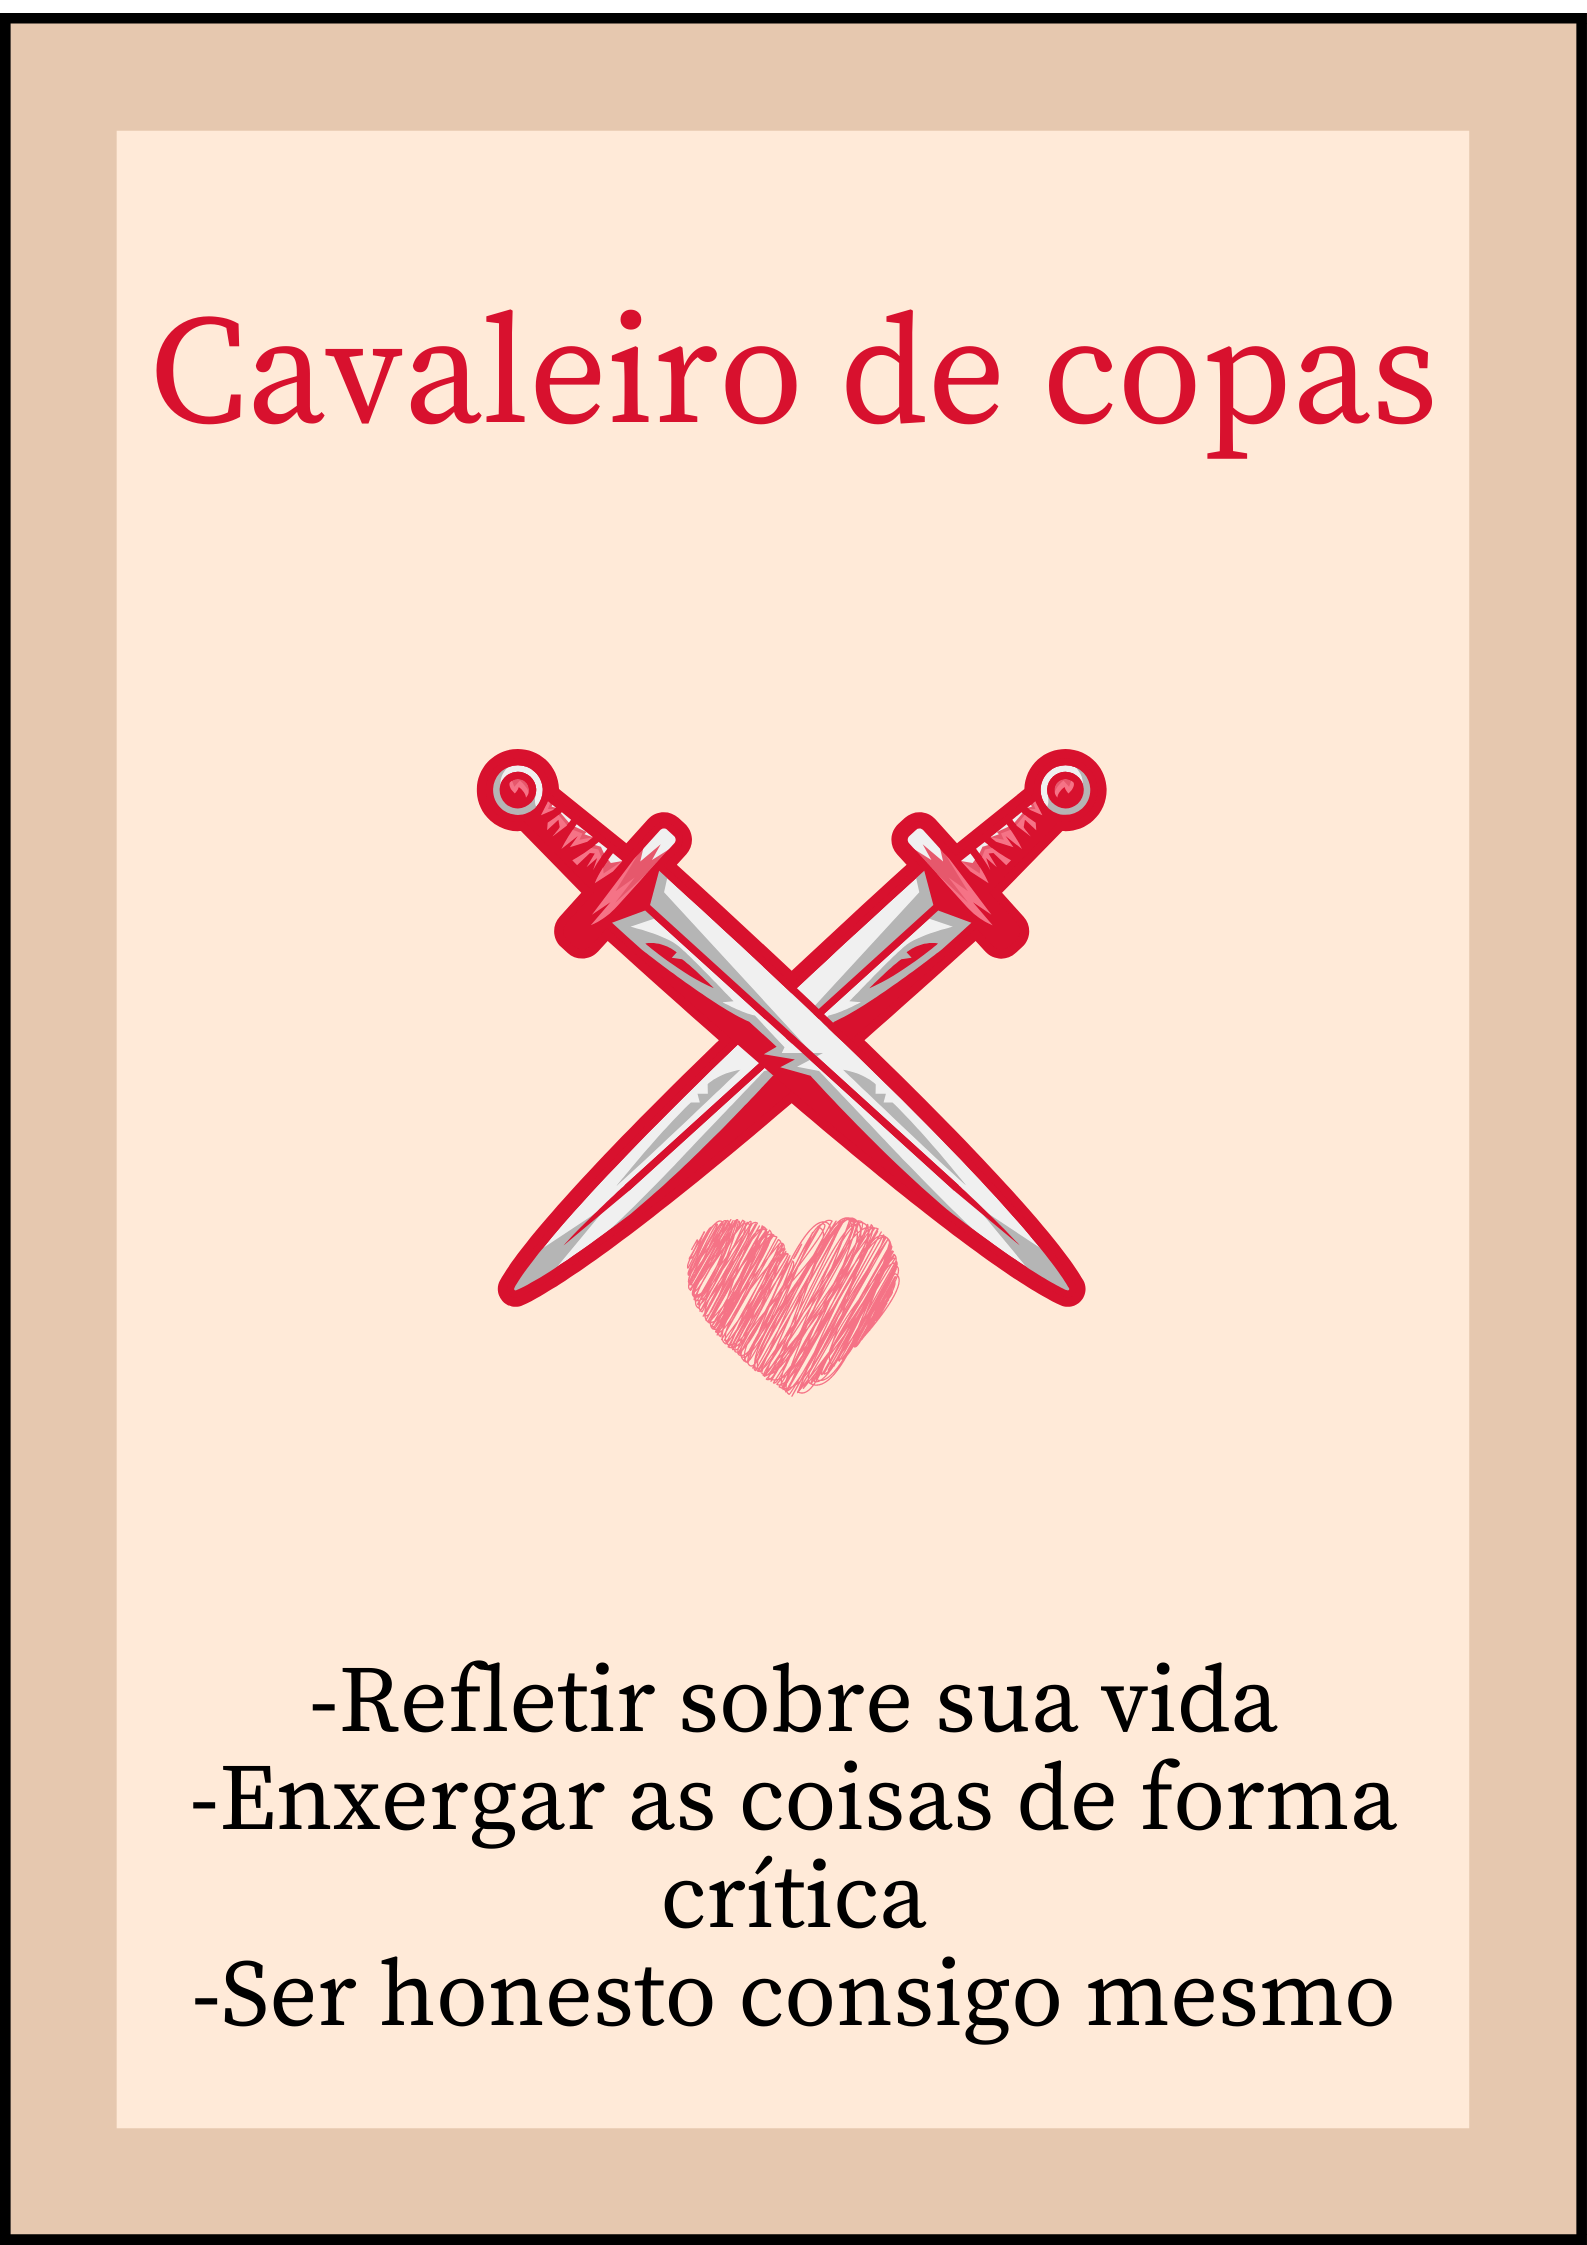 Cavaleiro de copas
-Refletir sobre sua vida
-Enxergar as coisas de forma
crítica
-Ser honesto consigo mesmo